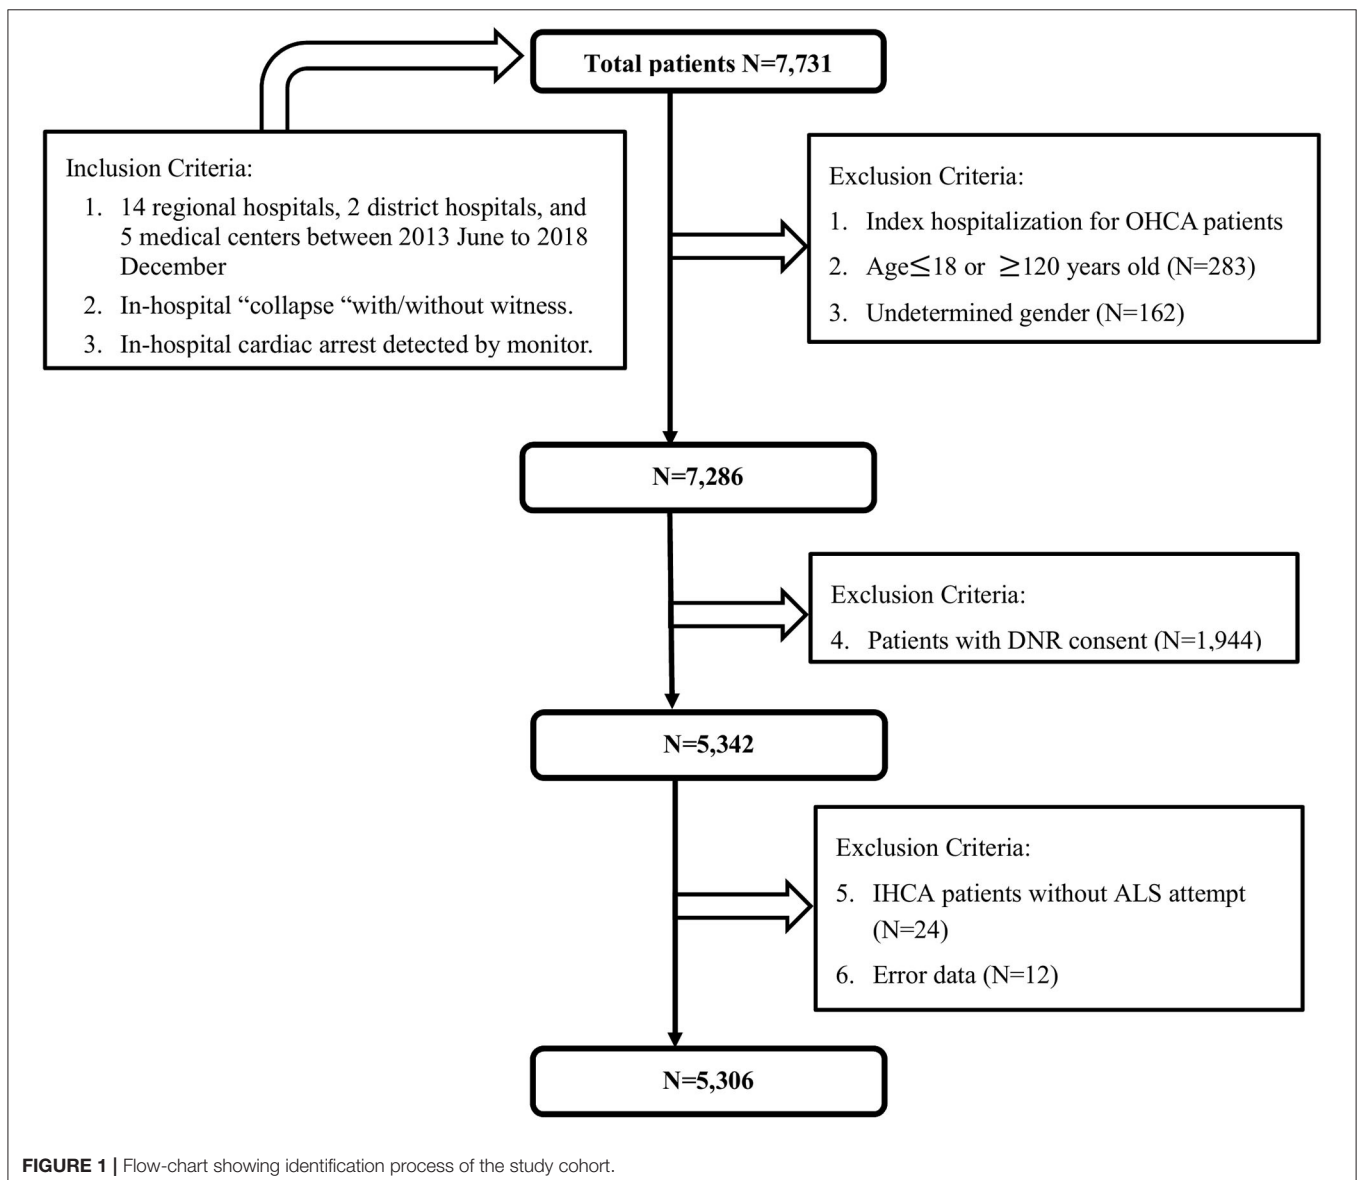 Total patients N=7,731
Inclusion Criteria:
1. 14 regional hospitals, 2 district hospitals, and
5 medical centers between 2013 June to 2018
December
2. In-hospital “collapse “with/without witness.
3. In-hospital cardiac arrest detected by monitor.
Exclusion Criteria:
1. Index hospitalization for OHCA patients
2. Age≤18 or ≥120 years old (N=283)
3. Undetermined gender (N=162)
N=7,286
Exclusion Criteria:
4. Patients with DNR consent (N=1,944)
N=5,342
Exclusion Criteria:
5. IHCA patients without ALS attempt
(N=24)
6. Error data (N=12)
N=5,306
FIGURE 1 | Flow-chart showing identification process of the study cohort.